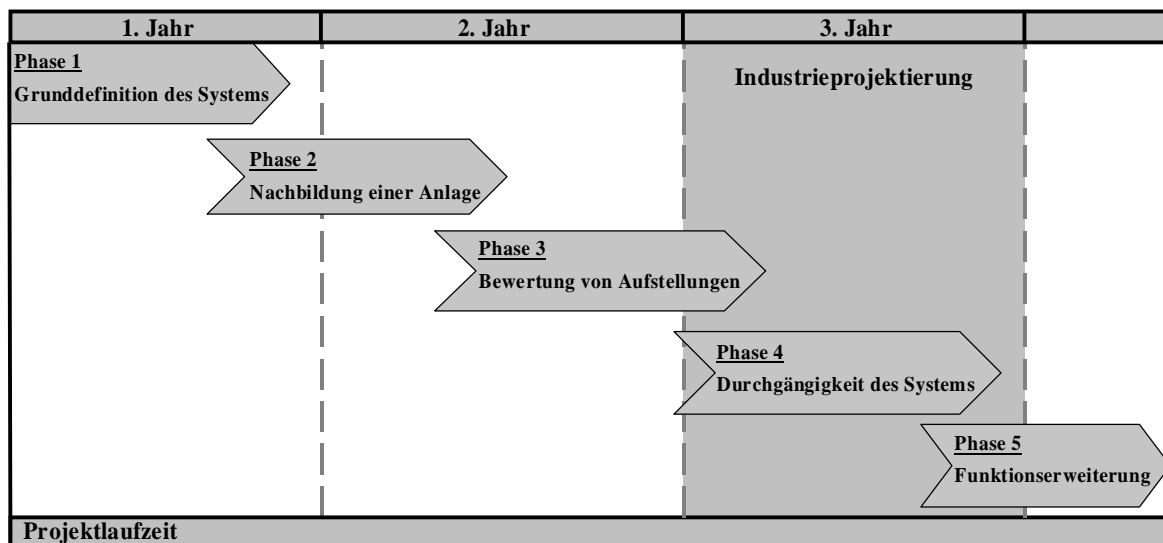 1. Jahr
2. Jahr
3. Jahr
Phase 1
Grunddefinition des Systems
Industrieprojektierung
Phase 2
Nachbildung einer Anlage
Phase 3
Bewertung von Aufstellungen
Phase 4
Durchgängigkeit des Systems
Phase 5
Funktionserweiterung
Projektlaufzeit